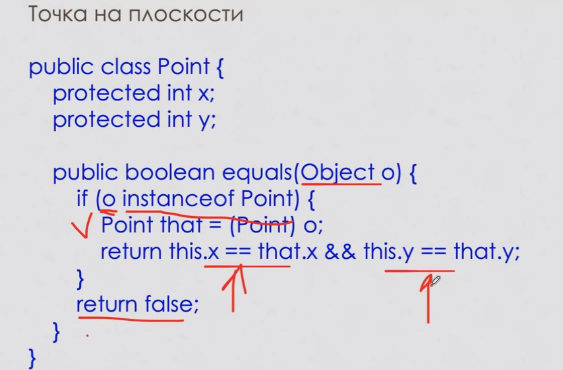 Точка на плоскости
public class Point {
protected int x;
protected int y;
public boolean equals(Object o) {
if (o instanceof Point) {
Point that = (Point) o;
return this.x == that.x && this.y == that.y;
}
return false;
}
}